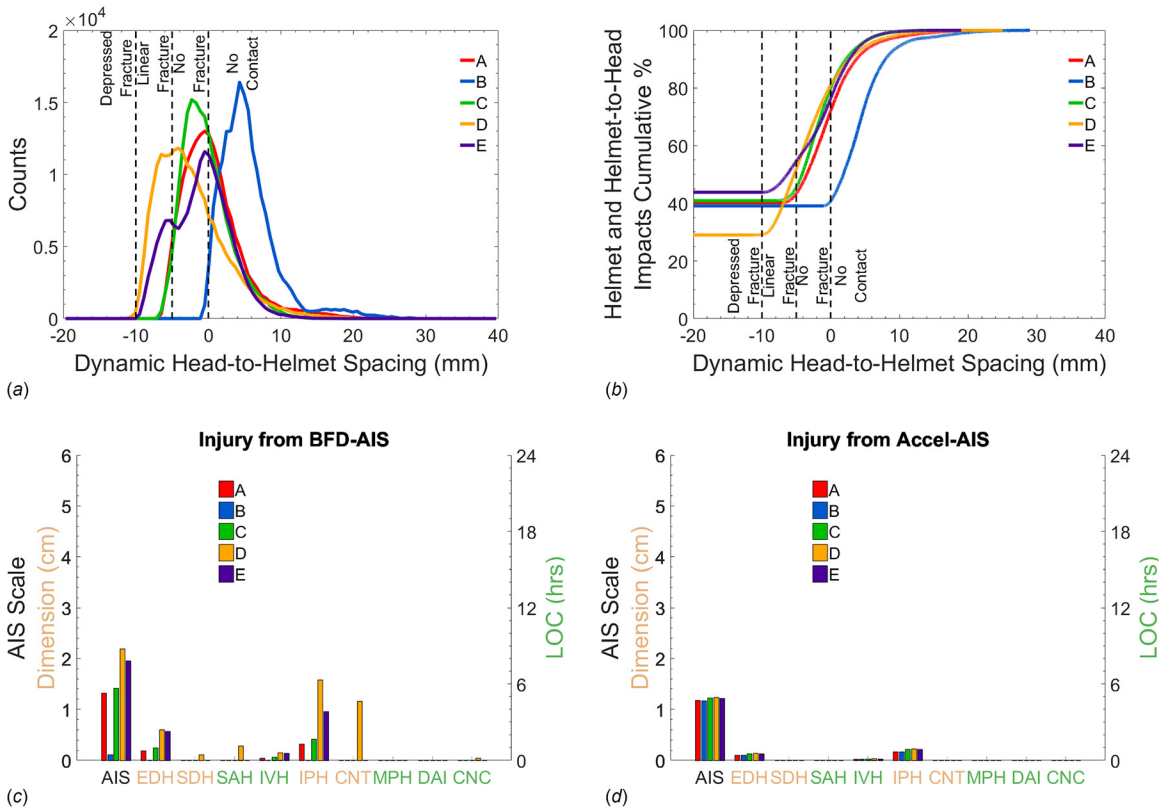 2 ×10⁴
1.5
1
0.5
0
Counts
-20 -10 0 10 20 30 40
Dynamic Head-to-Helmet Spacing (mm)
Depressed
Fracture
Linear
Fracture
No
Fracture
No
Contact
A
B
C
D
E
(a)
100
80
60
40
20
0
Helmet and Helmet-to-Head
Impacts Cumulative %
-20 -10 0 10 20 30 40
Dynamic Head-to-Helmet Spacing (mm)
Depressed
Fracture
Linear
Fracture
No
Fracture
No
Contact
A
B
C
D
E
(b)
Injury from BFD-AIS
6
5
4
3
2
1
0
AIS Scale
Dimension (cm)
A
B
C
D
E
24
18
12
6
0
LOC (hrs)
AIS EDH SDH SAH IVH IPH CNT MPH DAI CNC
(c)
Injury from Accel-AIS
6
5
4
3
2
1
0
AIS Scale
Dimension (cm)
A
B
C
D
E
24
18
12
6
0
LOC (hrs)
AIS EDH SDH SAH IVH IPH CNT MPH DAI CNC
(d)